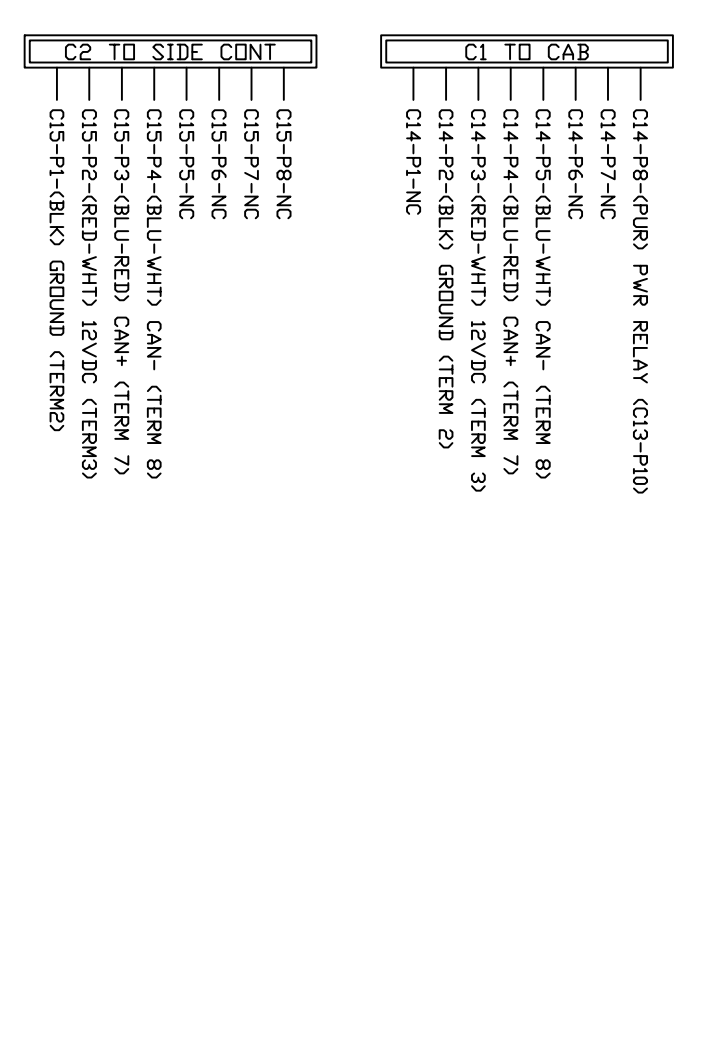 C2 TO SIDE CONT
C15-P1-(BLK) GROUND (TERM2)
C15-P2-(RED-WHT) 12VDC (TERM3)
C15-P3-(BLU-RED) CAN+ (TERM 7)
C15-P4-(BLU-WHT) CAN- (TERM 8)
C15-P5-NC
C15-P6-NC
C15-P7-NC
C15-P8-NC
C1 TO CAB
C14-P1-NC
C14-P2-(BLK) GROUND (TERM 2)
C14-P3-(RED-WHT) 12VDC (TERM 3)
C14-P4-(BLU-RED) CAN+ (TERM 7)
C14-P5-(BLU-WHT) CAN- (TERM 8)
C14-P6-NC
C14-P7-NC
C14-P8-(PUR) PWR RELAY (C13-P10)